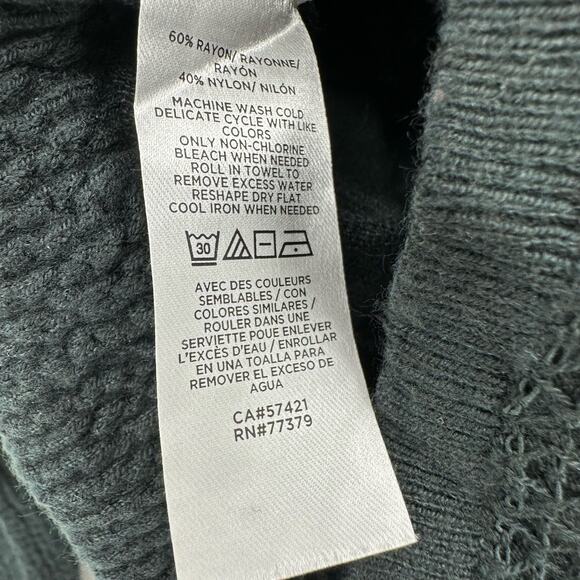 60% RAYON/ RAYONNE/
RAYÓN
40% NYLON/ NILÓN
MACHINE WASH COLD
DELICATE CYCLE WITH LIKE
COLORS
ONLY NON-CHLORINE
BLEACH WHEN NEEDED
ROLL IN TOWEL TO
REMOVE EXCESS WATER
RESHAPE DRY FLAT
COOL IRON WHEN NEEDED
30
AVEC DES COULEURS
SEMBLABLES / CON
COLORES SIMILARES /
ROULER DANS UNE
SERVIETTE POUE ENLEVER
L'EXCÈS D'EAU / ENROLLAR
EN UNA TOALLA PARA
REMOVER EL EXCESO DE
AGUA
CA#57421
RN#77379